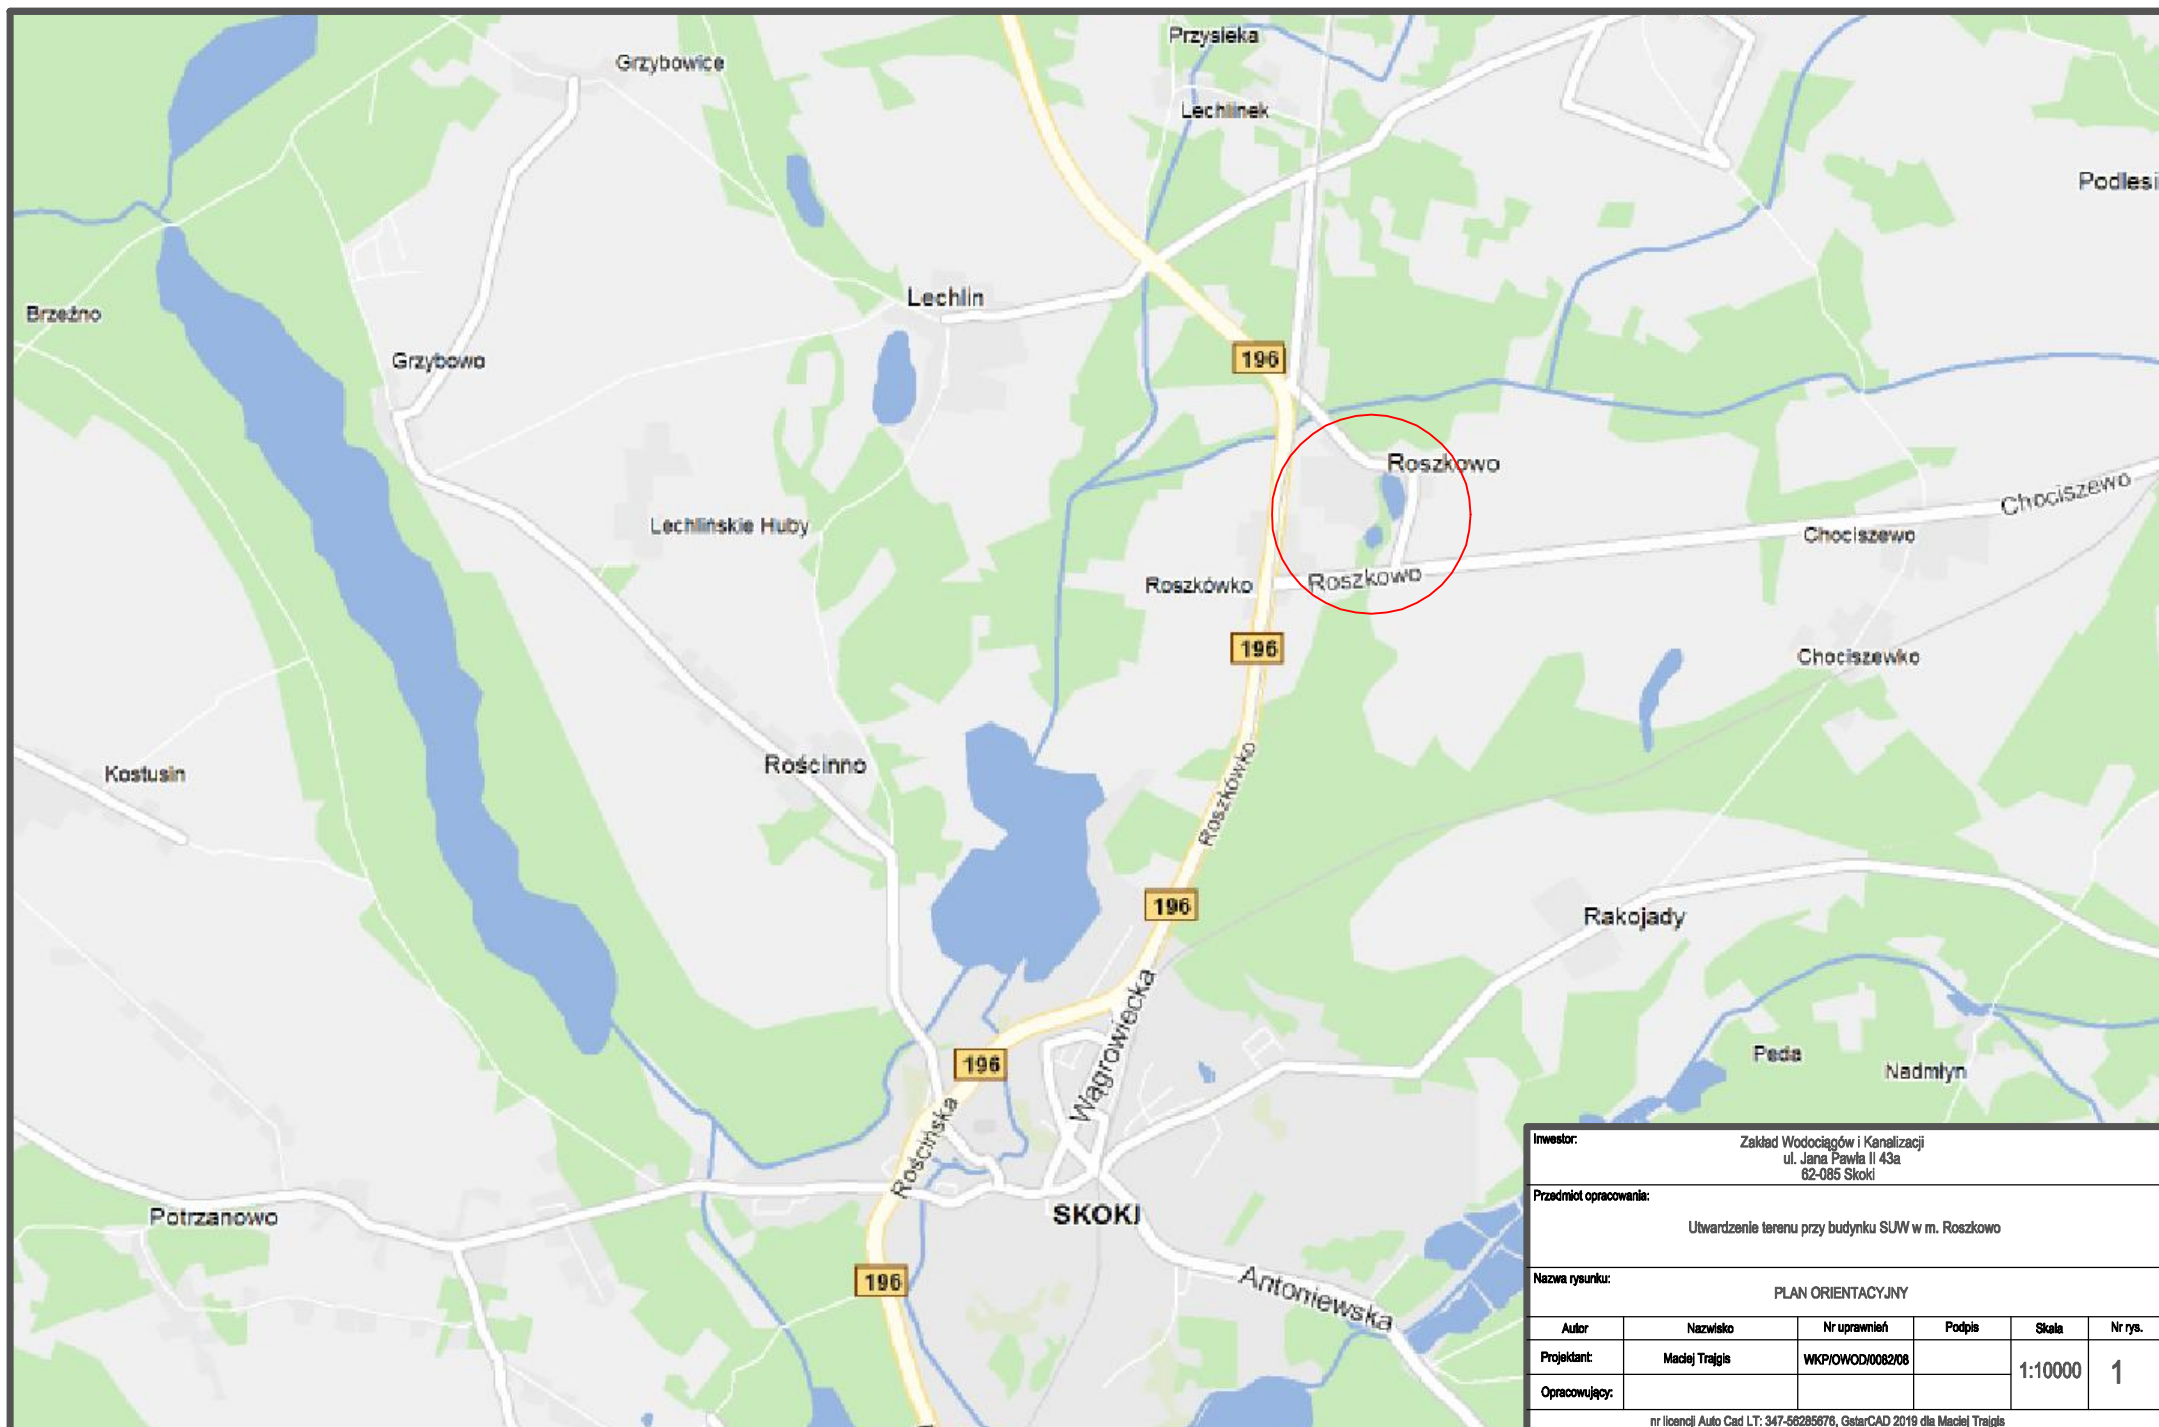 Przysieka
Grzybowice
Lechlinek
Podlesi
Lechlin
Brzeźno
Grzybowo
196
Roszkowo
Chociszewo
Lechlińskie Huby
Chociszewo
Roszkówko
Roszkowo
196
Chociszewko
Rościnno
Kostusin
Roszkówko
196
Rakojady
Wągrowiecka
Peda
Nadmłyn
196
Rościńska
SKOKI
Potrzanowo
196
Antoniewska
Inwestor:
Zakład Wodociągów i Kanalizacji
ul. Jana Pawła II 43a
62-085 Skoki
Przedmiot opracowania:
Utwardzenie terenu przy budynku SUW w m. Roszkowo
Nazwa rysunku:
PLAN ORIENTACYJNY
Autor Nazwisko Nr uprawnień Podpis Skala Nr rys.
Projektant: Maciej Trajgis WKP/OWOD/0082/08 1:10000 1
Opracowujący:
nr licencji Auto Cad LT: 347-56285676, GstarCAD 2019 dla Maciej Trajgis